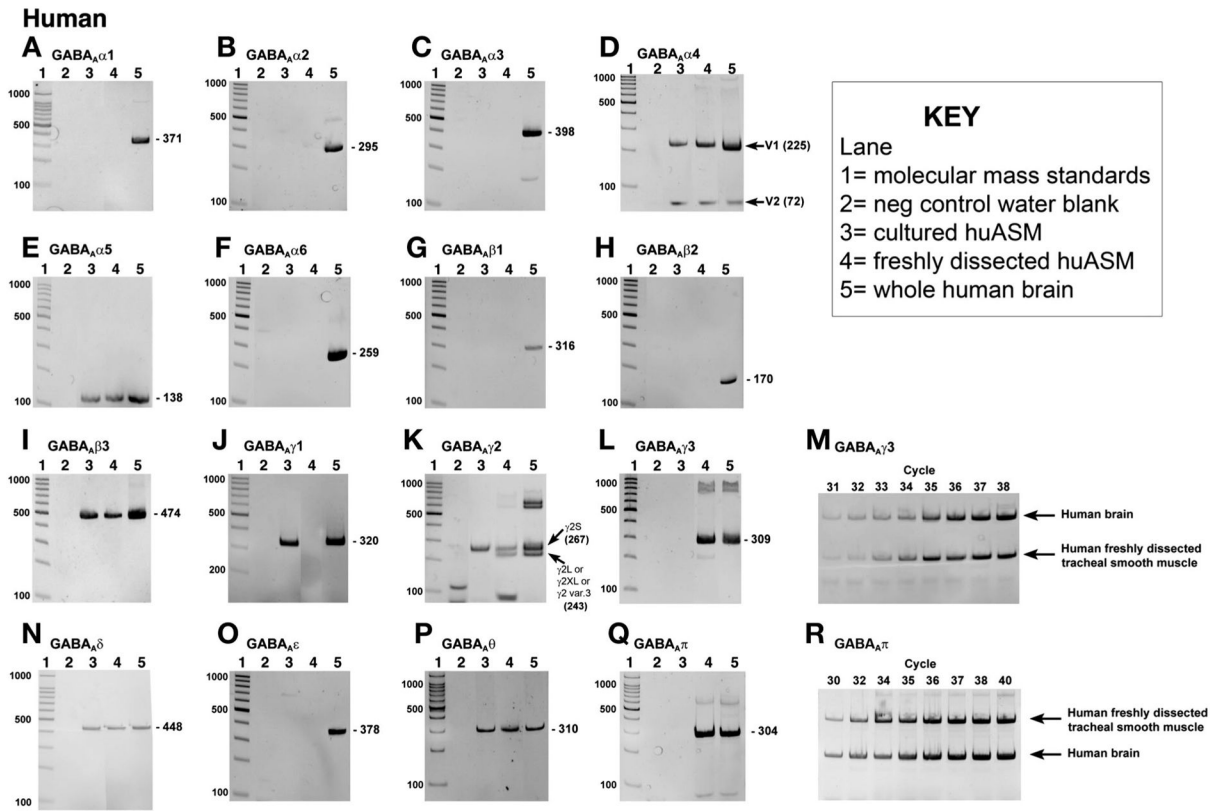 Human
A GABAAα1
1 2 3 4 5
1000
500
100
- 371
B GABAAα2
1 2 3 4 5
1000
500
100
- 295
C GABAAα3
1 2 3 4 5
1000
500
100
- 398
D GABAAα4
1 2 3 4 5
1000
500
100
V1 (225)
V2 (72)
KEY
Lane
1= molecular mass standards
2= neg control water blank
3= cultured huASM
4= freshly dissected huASM
5= whole human brain
E GABAAα5
1 2 3 4 5
1000
500
100
- 138
F GABAAα6
1 2 3 4 5
1000
500
100
- 259
G GABAAβ1
1 2 3 4 5
1000
500
100
- 316
H GABAAβ2
1 2 3 4 5
1000
500
100
- 170
I GABAAβ3
1 2 3 4 5
1000
500
100
- 474
J GABAAγ1
1 2 3 4 5
1000
500
200
- 320
K GABAAγ2
1 2 3 4 5
1000
500
100
γ2S
(267)
γ2L or
γ2XL or
γ2 var.3
(243)
L GABAAγ3
1 2 3 4 5
1000
500
100
- 309
M GABAAγ3
Cycle
31 32 33 34 35 36 37 38
Human brain
Human freshly dissected
tracheal smooth muscle
N GABAAδ
1 2 3 4 5
1000
500
100
- 448
O GABAAε
1 2 3 4 5
1000
500
100
- 378
P GABAAθ
1 2 3 4 5
1000
500
100
- 310
Q GABAAπ
1 2 3 4 5
1000
500
100
- 304
R GABAAπ
Cycle
30 32 34 35 36 37 38 40
Human freshly dissected
tracheal smooth muscle
Human brain